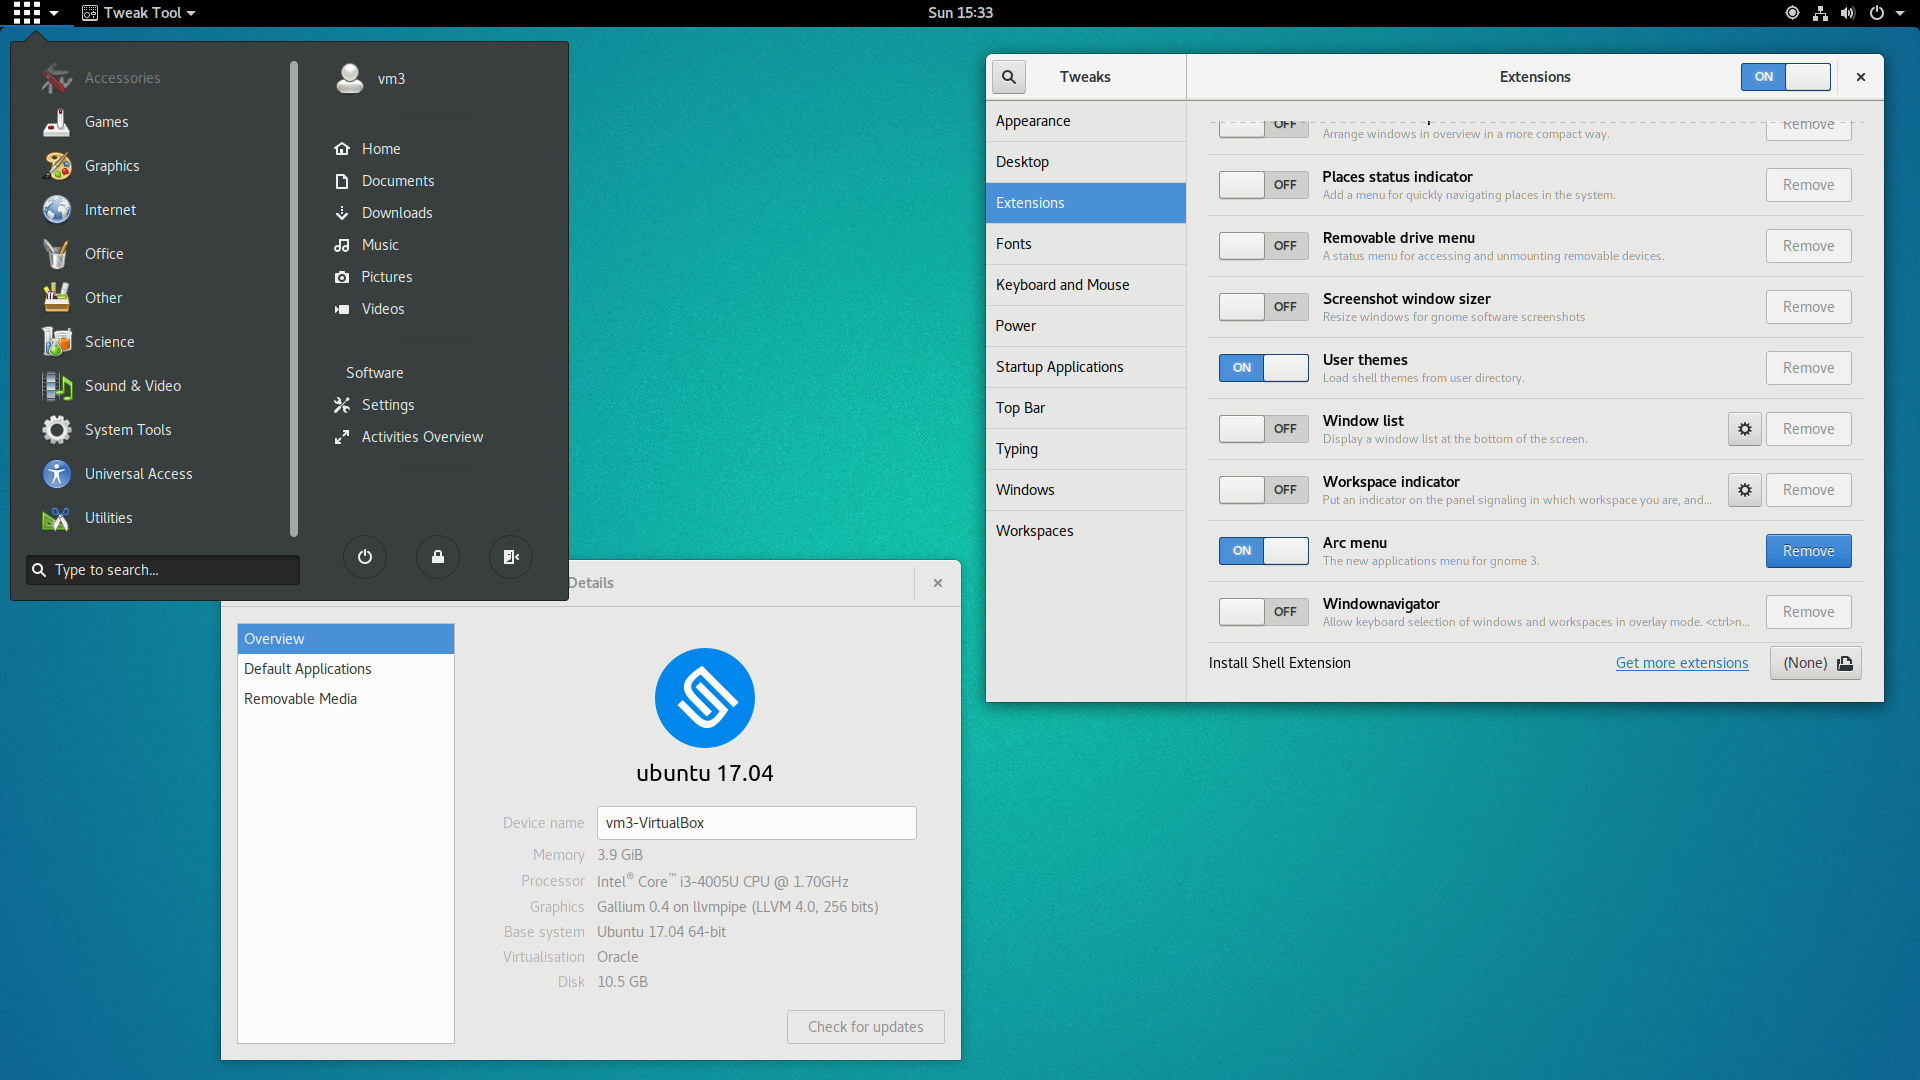 Tweak Tool
Sun 15:33
Accessories
Games
Graphics
Internet
Office
Other
Science
Sound & Video
System Tools
Universal Access
Utilities
Type to search...
vm3
Home
Documents
Downloads
Music
Pictures
Videos
Software
Settings
Activities Overview
Details
Overview
Default Applications
Removable Media
ubuntu 17.04
Device name vm3-VirtualBox
Memory 3.9 GiB
Processor Intel® Core™ i3-4005U CPU @ 1.70GHz
Graphics Gallium 0.4 on llvmpipe (LLVM 4.0, 256 bits)
Base system Ubuntu 17.04 64-bit
Virtualisation Oracle
Disk 10.5 GB
Check for updates
Tweaks
Extensions
ON
Appearance
Desktop
Extensions
Fonts
Keyboard and Mouse
Power
Startup Applications
Top Bar
Typing
Windows
Workspaces
OFF
Arrange windows in overview in a more compact way.
Remove
OFF
Places status indicator
Add a menu for quickly navigating places in the system.
Remove
OFF
Removable drive menu
A status menu for accessing and unmounting removable devices.
Remove
OFF
Screenshot window sizer
Resize windows for gnome software screenshots
Remove
ON
User themes
Load shell themes from user directory.
Remove
OFF
Window list
Display a window list at the bottom of the screen.
Remove
OFF
Workspace indicator
Put an indicator on the panel signaling in which workspace you are, and...
Remove
ON
Arc menu
The new applications menu for gnome 3.
Remove
OFF
Windownavigator
Allow keyboard selection of windows and workspaces in overlay mode. <ctrl>n...
Remove
Install Shell Extension
Get more extensions
(None)